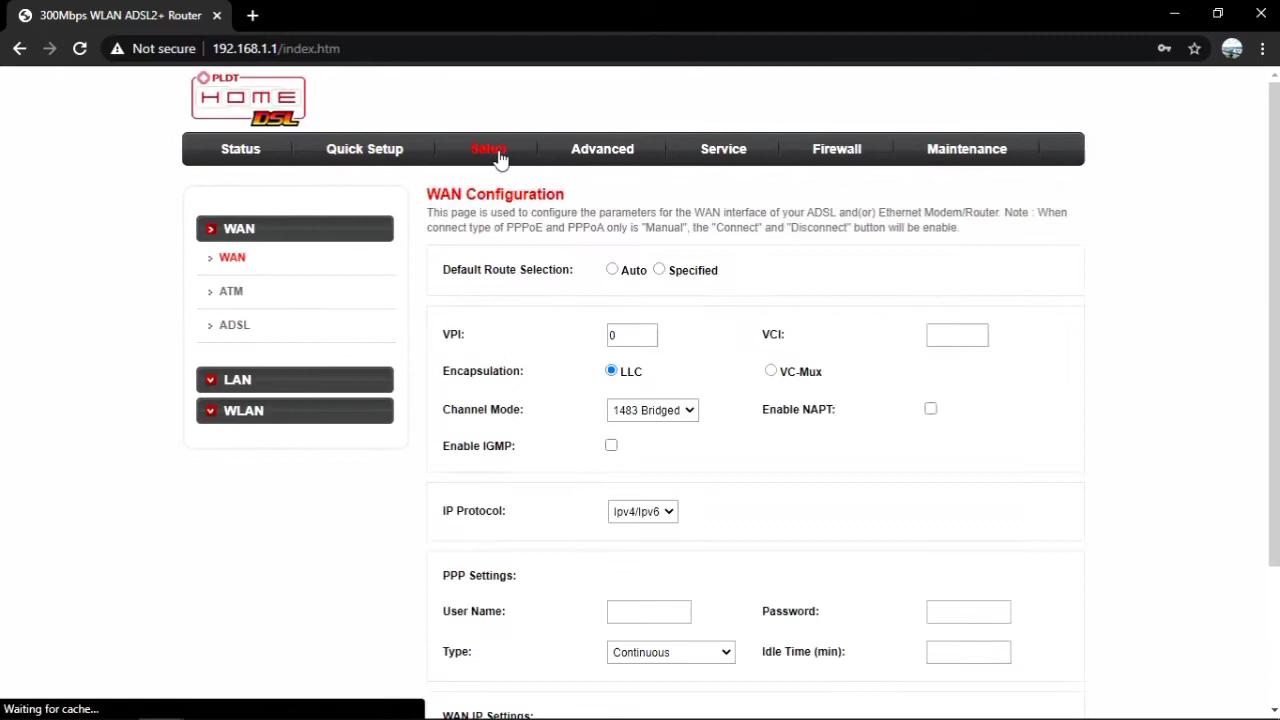 300Mbps WLAN ADSL2+ Router
Not secure 192.168.1.1/index.htm
PLDT
HOME
DSL
Status Quick Setup Setup Advanced Service Firewall Maintenance
WAN
WAN
ATM
ADSL
LAN
WLAN
WAN Configuration
This page is used to configure the parameters for the WAN interface of your ADSL and(or) Ethernet Modem/Router. Note : When
connect type of PPPoE and PPPoA only is "Manual", the "Connect" and "Disconnect" button will be enable.
Default Route Selection: Auto Specified
VPI: 0 VCI:
Encapsulation: LLC VC-Mux
Channel Mode: 1483 Bridged Enable NAPT:
Enable IGMP:
IP Protocol: Ipv4/Ipv6
PPP Settings:
User Name: Password:
Type: Continuous Idle Time (min):
WAN IP Settings:
Waiting for cache...